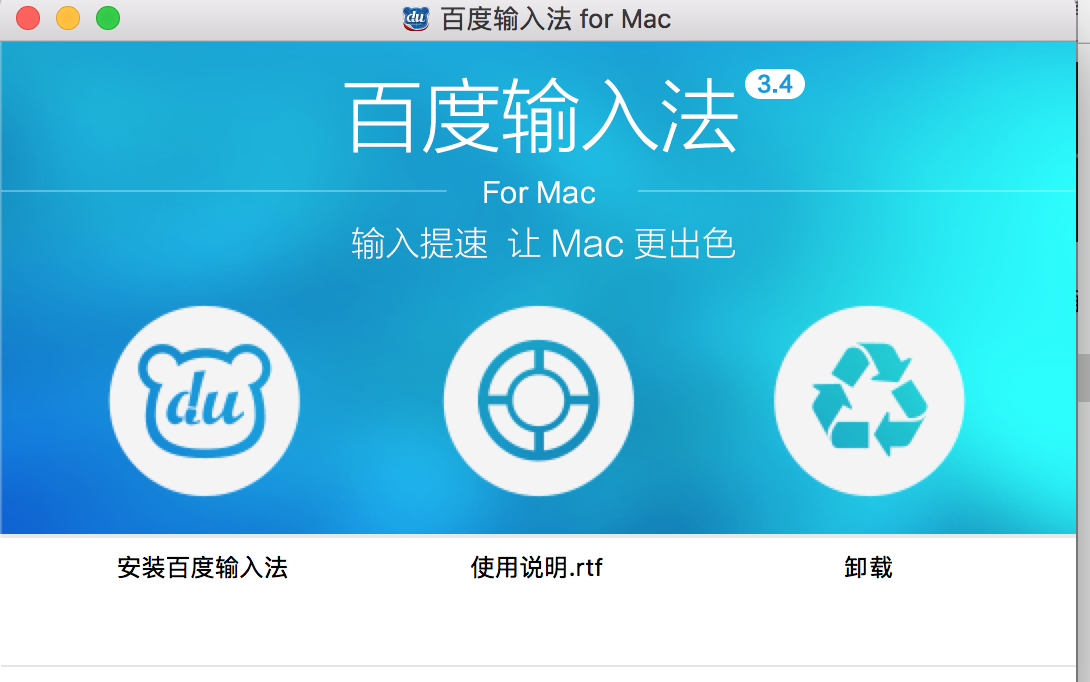 百度输入法 for Mac
百度输入法 3.4
For Mac
输入提速 让 Mac 更出色
du
安装百度输入法
使用说明.rtf
卸载